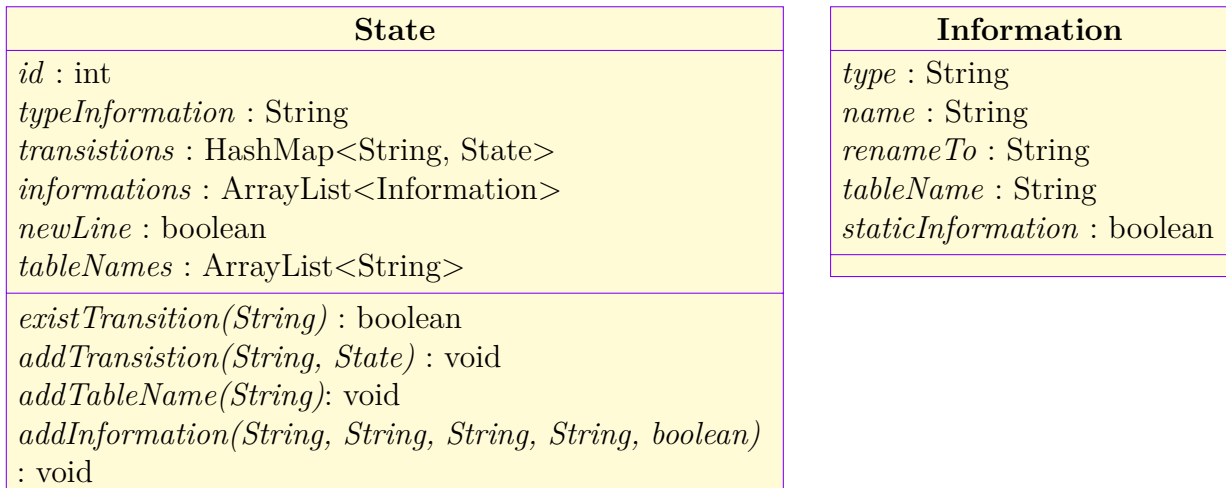 State
id : int
typeInformation : String
transistions : HashMap<String, State>
informations : ArrayList<Information>
newLine : boolean
tableNames : ArrayList<String>
existTransition(String) : boolean
addTransistion(String, State) : void
addTableName(String): void
addInformation(String, String, String, String, boolean)
: void
Information
type : String
name : String
renameTo : String
tableName : String
staticInformation : boolean